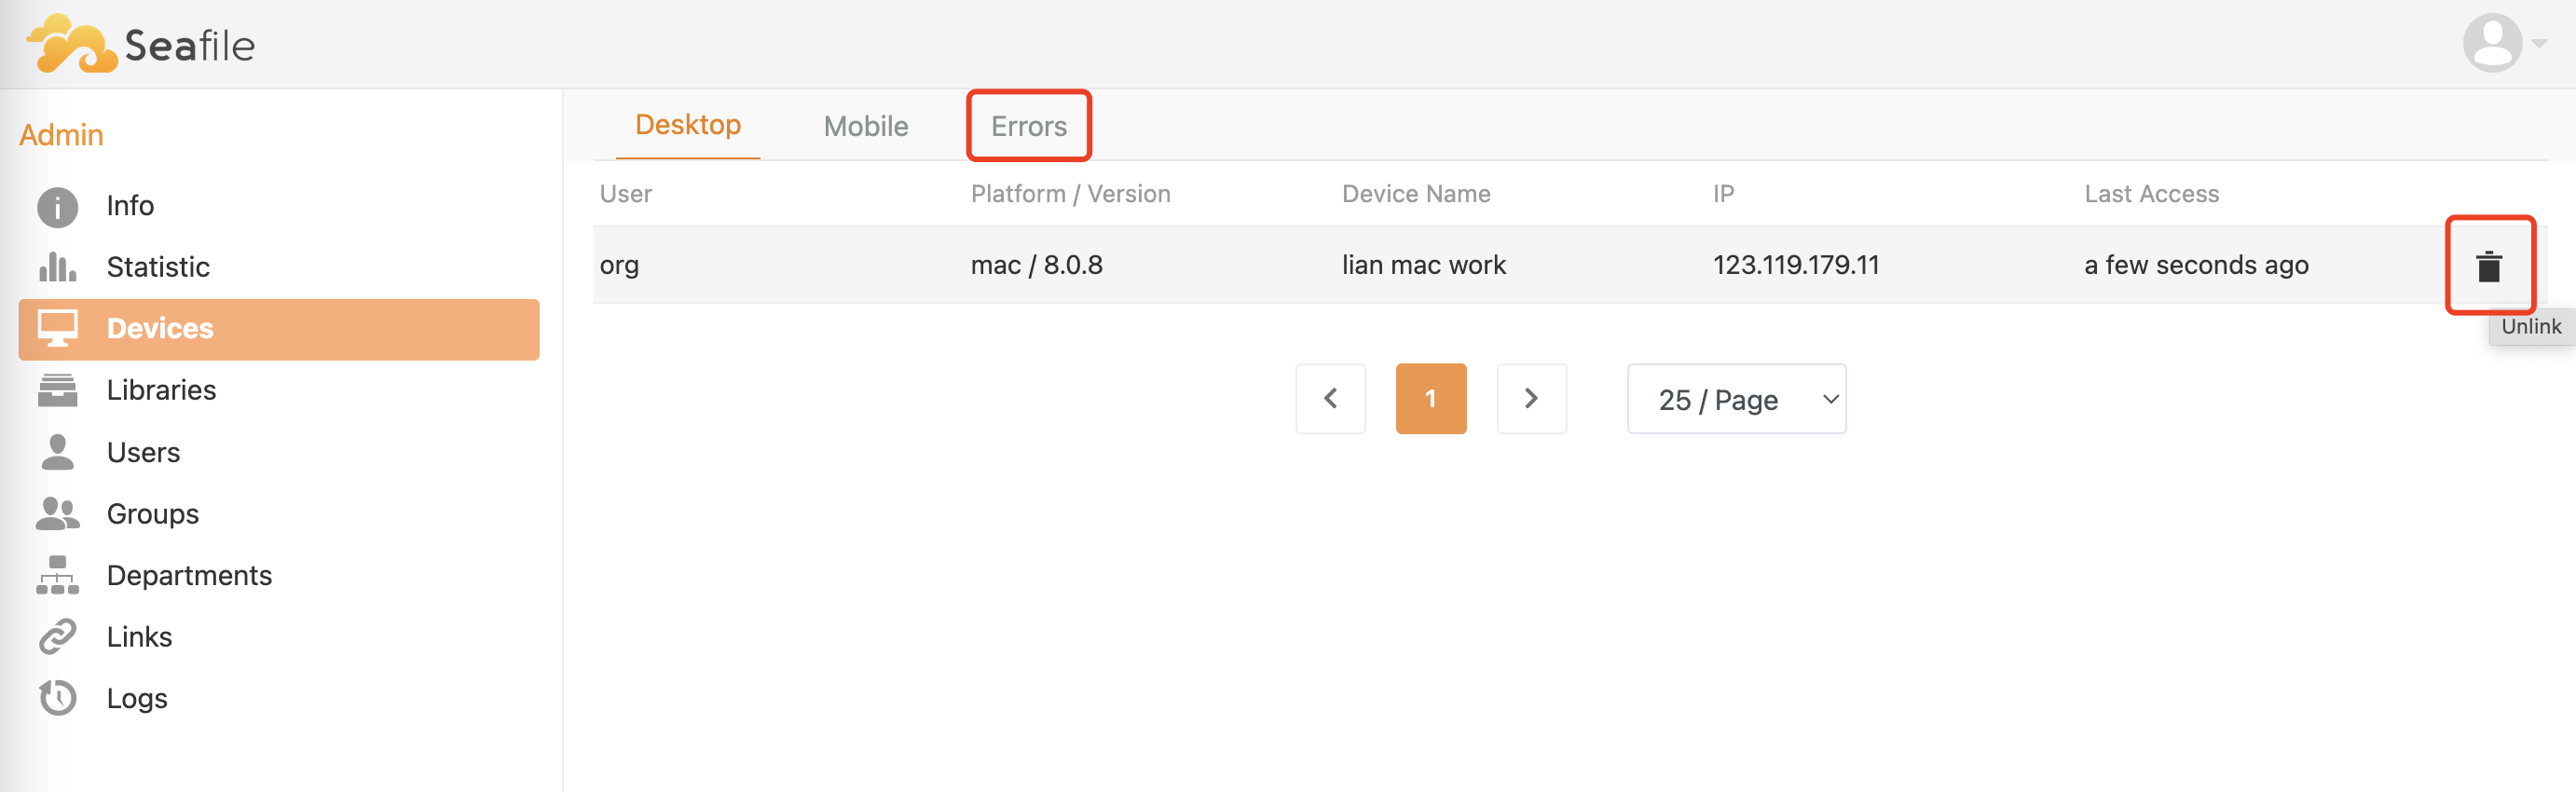 Seafile
Admin
Info
Statistic
Devices
Libraries
Users
Groups
Departments
Links
Logs
Desktop Mobile Errors
User Platform / Version Device Name IP Last Access
org mac / 8.0.8 lian mac work 123.119.179.11 a few seconds ago
Unlink
1 25 / Page